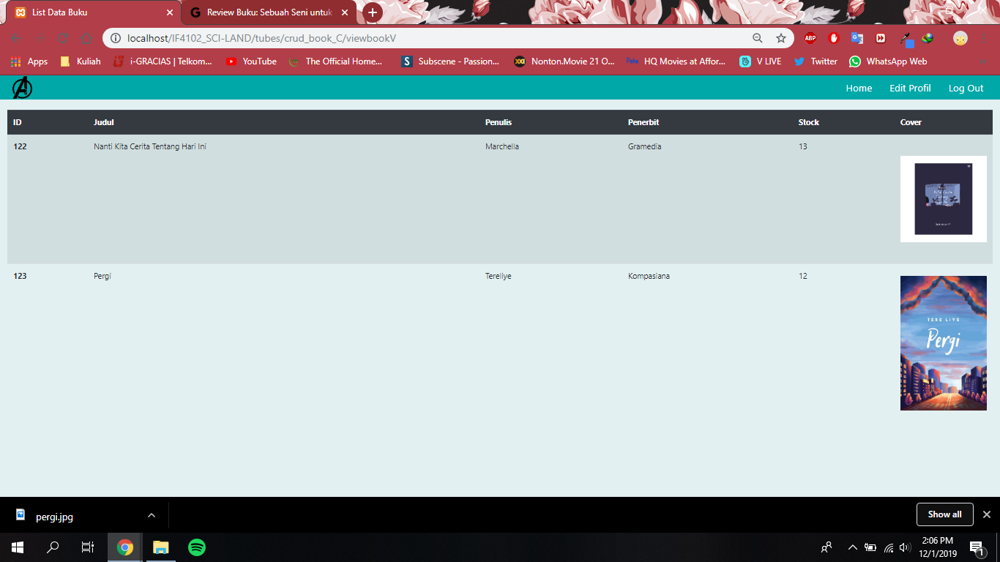 List Data Buku
Review Buku: Sebuah Seni untuk
localhost/IF4102_SCI-LAND/tubes/crud_book_C/viewbookV
ABP
Apps Kuliah i-GRACIAS | Telkom... YouTube The Official Home... Subscene - Passion... Nonton.Movie 21 O... HQ Movies at Affor... V LIVE Twitter WhatsApp Web
Home Edit Profil Log Out
ID Judul Penulis Penerbit Stock Cover
122 Nanti Kita Cerita Tentang Hari Ini Marchella Gramedia 13
123 Pergi Tereliye Kompasiana 12
TERE LIYE
Pergi
pergi.jpg
Show all
2:06 PM
12/1/2019
1